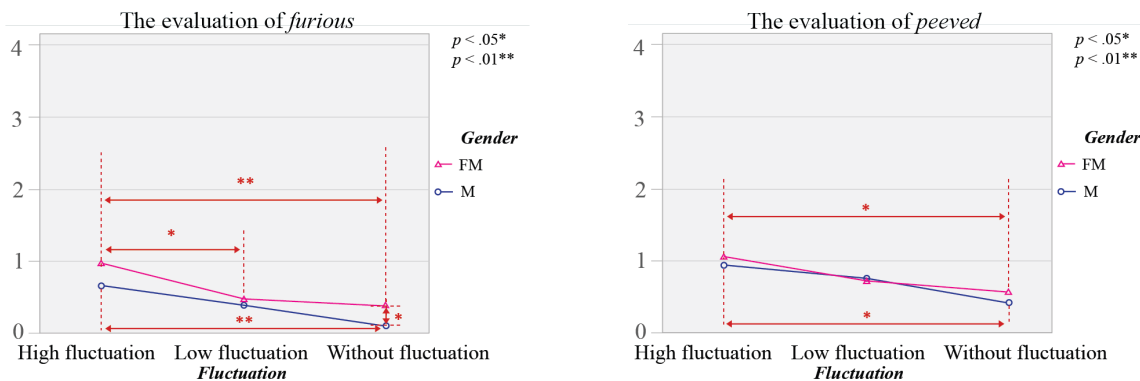 The evaluation of furious
p < .05*
p < .01**
4
3
2
1
0
**
*
**
*
Gender
FM
M
High fluctuation Low fluctuation Without fluctuation
Fluctuation
The evaluation of peeved
p < .05*
p < .01**
4
3
2
1
0
*
*
Gender
FM
M
High fluctuation Low fluctuation Without fluctuation
Fluctuation